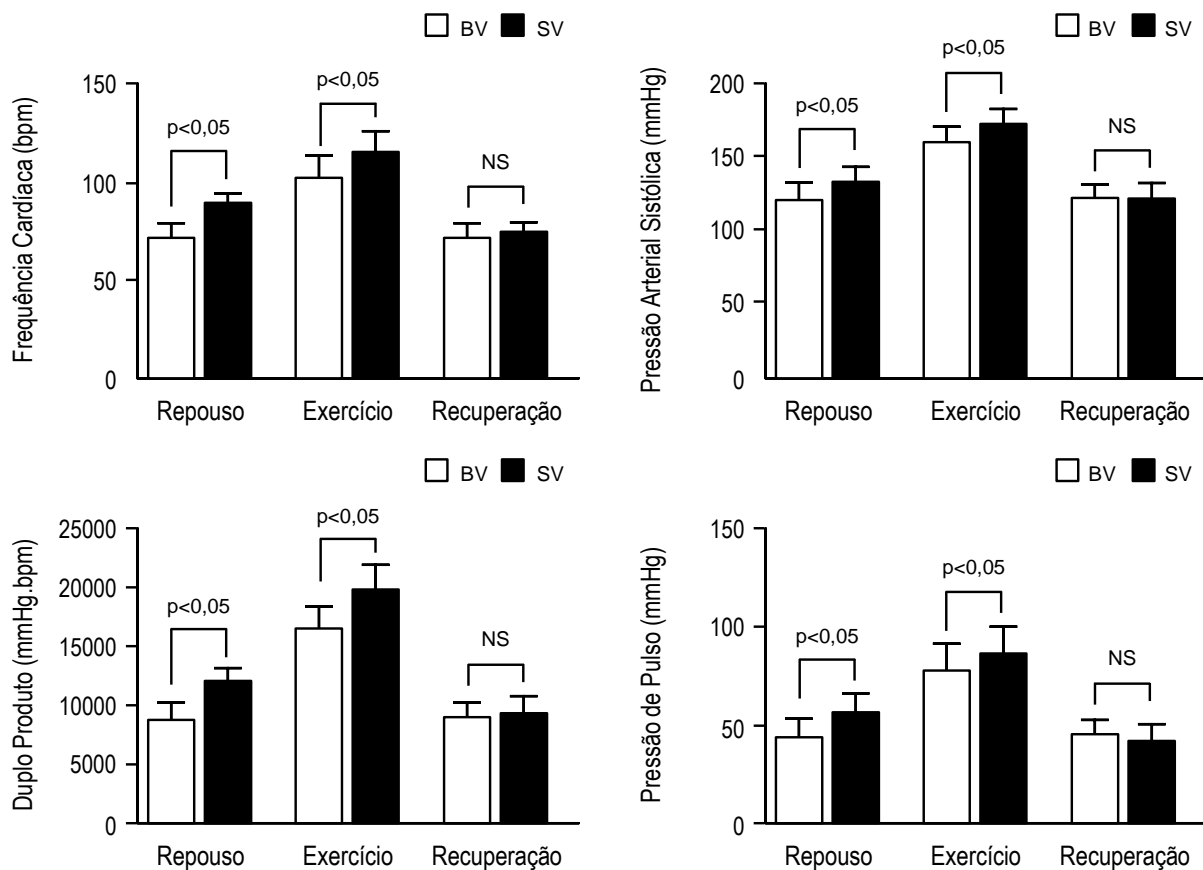 BV SV
Frequência Cardíaca (bpm)
150
100
50
0
p<0,05
p<0,05
NS
Repouso Exercício Recuperação
BV SV
Pressão Arterial Sistólica (mmHg)
200
150
100
50
0
p<0,05
p<0,05
NS
Repouso Exercício Recuperação
BV SV
Duplo Produto (mmHg.bpm)
25000
20000
15000
10000
5000
0
p<0,05
p<0,05
NS
Repouso Exercício Recuperação
BV SV
Pressão de Pulso (mmHg)
150
100
50
0
p<0,05
p<0,05
NS
Repouso Exercício Recuperação